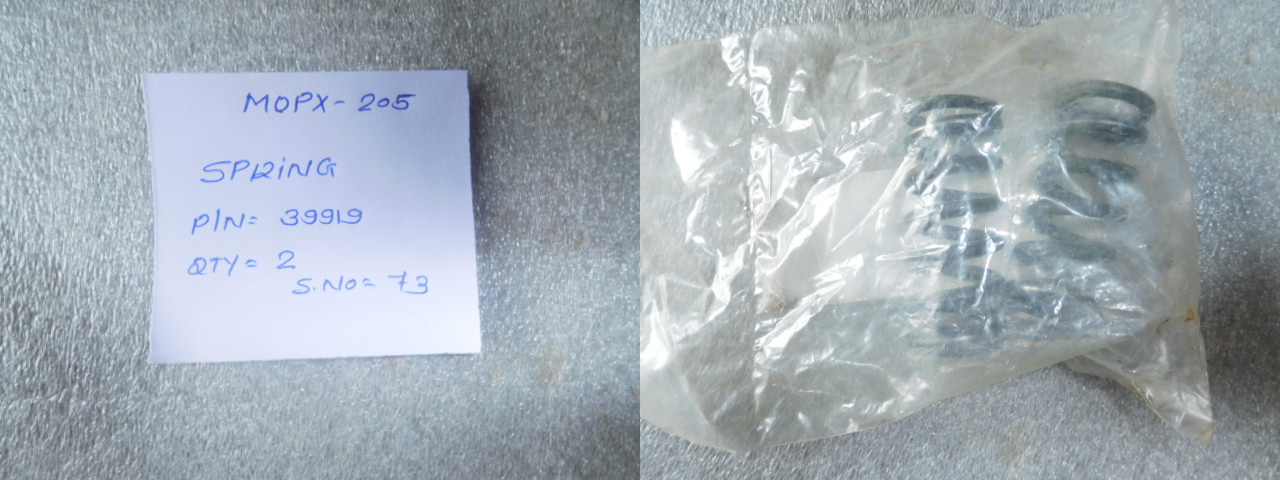 MOPX - 205
SPRiNG
P/N= 39919
QTY = 2
S.No= 73